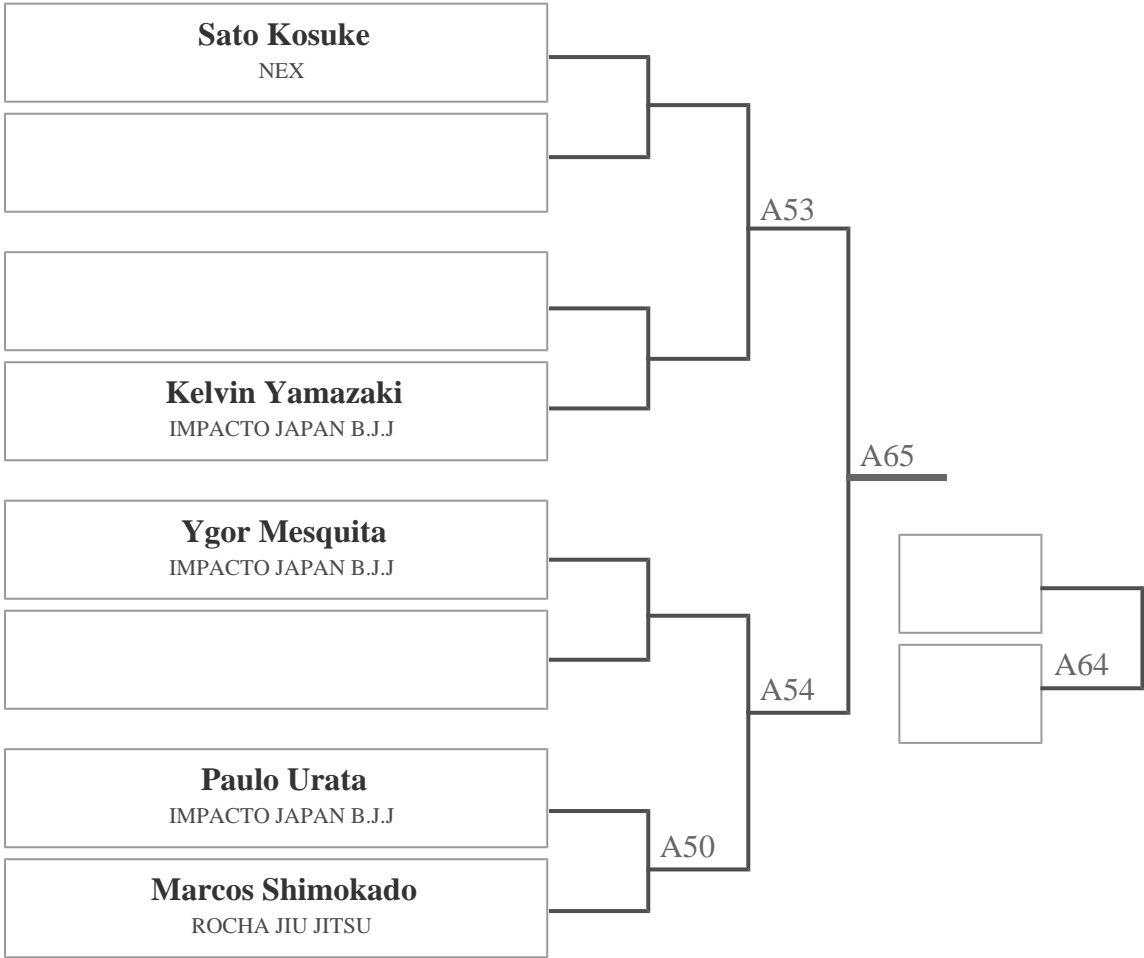 Sato Kosuke
NEX
A53
Kelvin Yamazaki
IMPACTO JAPAN B.J.J
A65
Ygor Mesquita
IMPACTO JAPAN B.J.J
A64
A54
Paulo Urata
IMPACTO JAPAN B.J.J
A50
Marcos Shimokado
ROCHA JIU JITSU